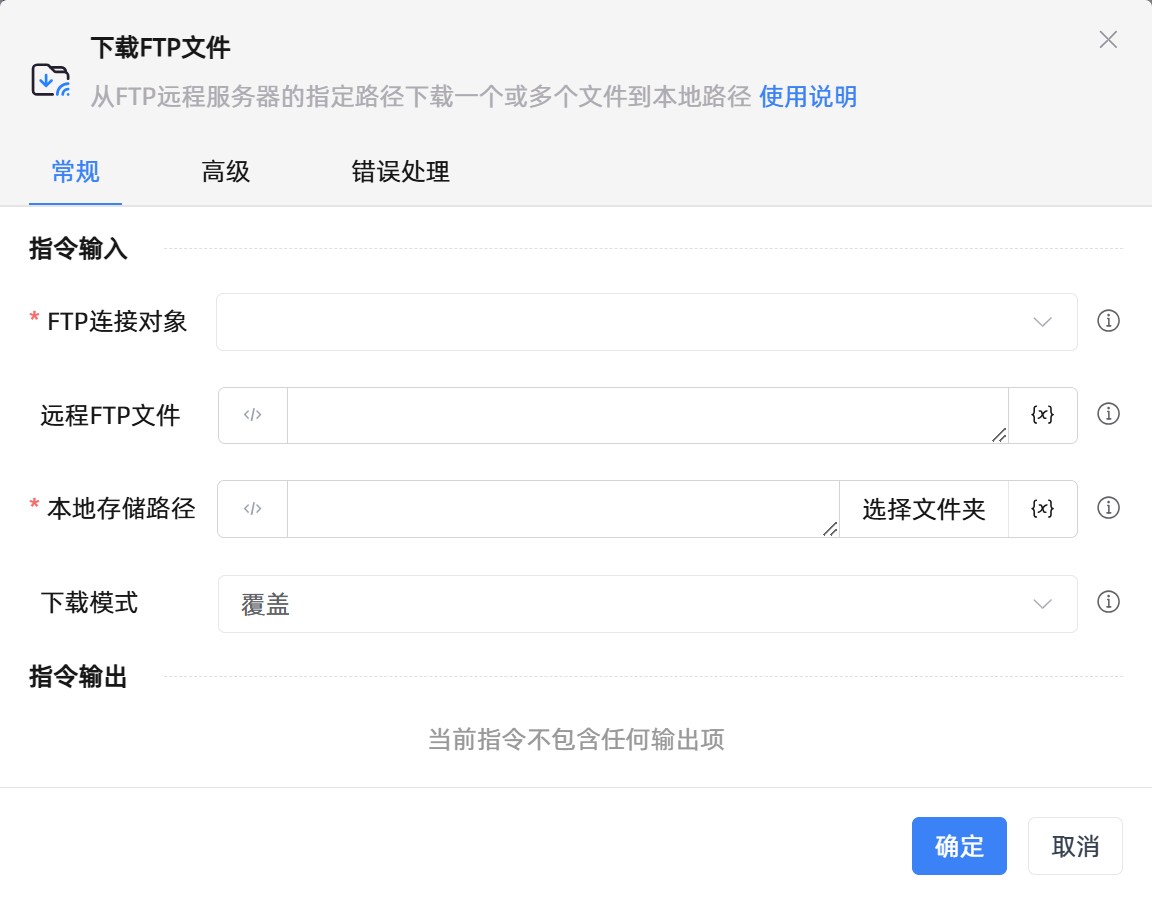 下载FTP文件
从FTP远程服务器的指定路径下载一个或多个文件到本地路径 使用说明
常规 高级 错误处理
指令输入
* FTP连接对象
远程FTP文件 </> {x}
* 本地存储路径 </> 选择文件夹 {x}
下载模式 覆盖
指令输出
当前指令不包含任何输出项
确定 取消